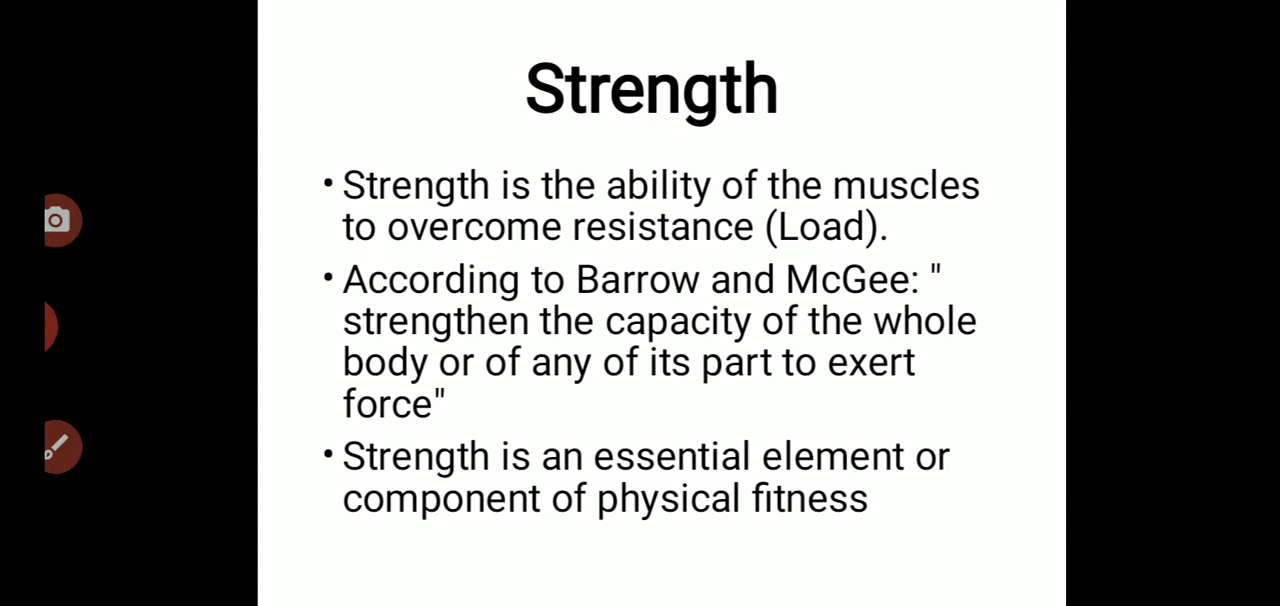 Strength
• Strength is the ability of the muscles
to overcome resistance (Load).
• According to Barrow and McGee: "
strengthen the capacity of the whole
body or of any of its part to exert
force"
• Strength is an essential element or
component of physical fitness